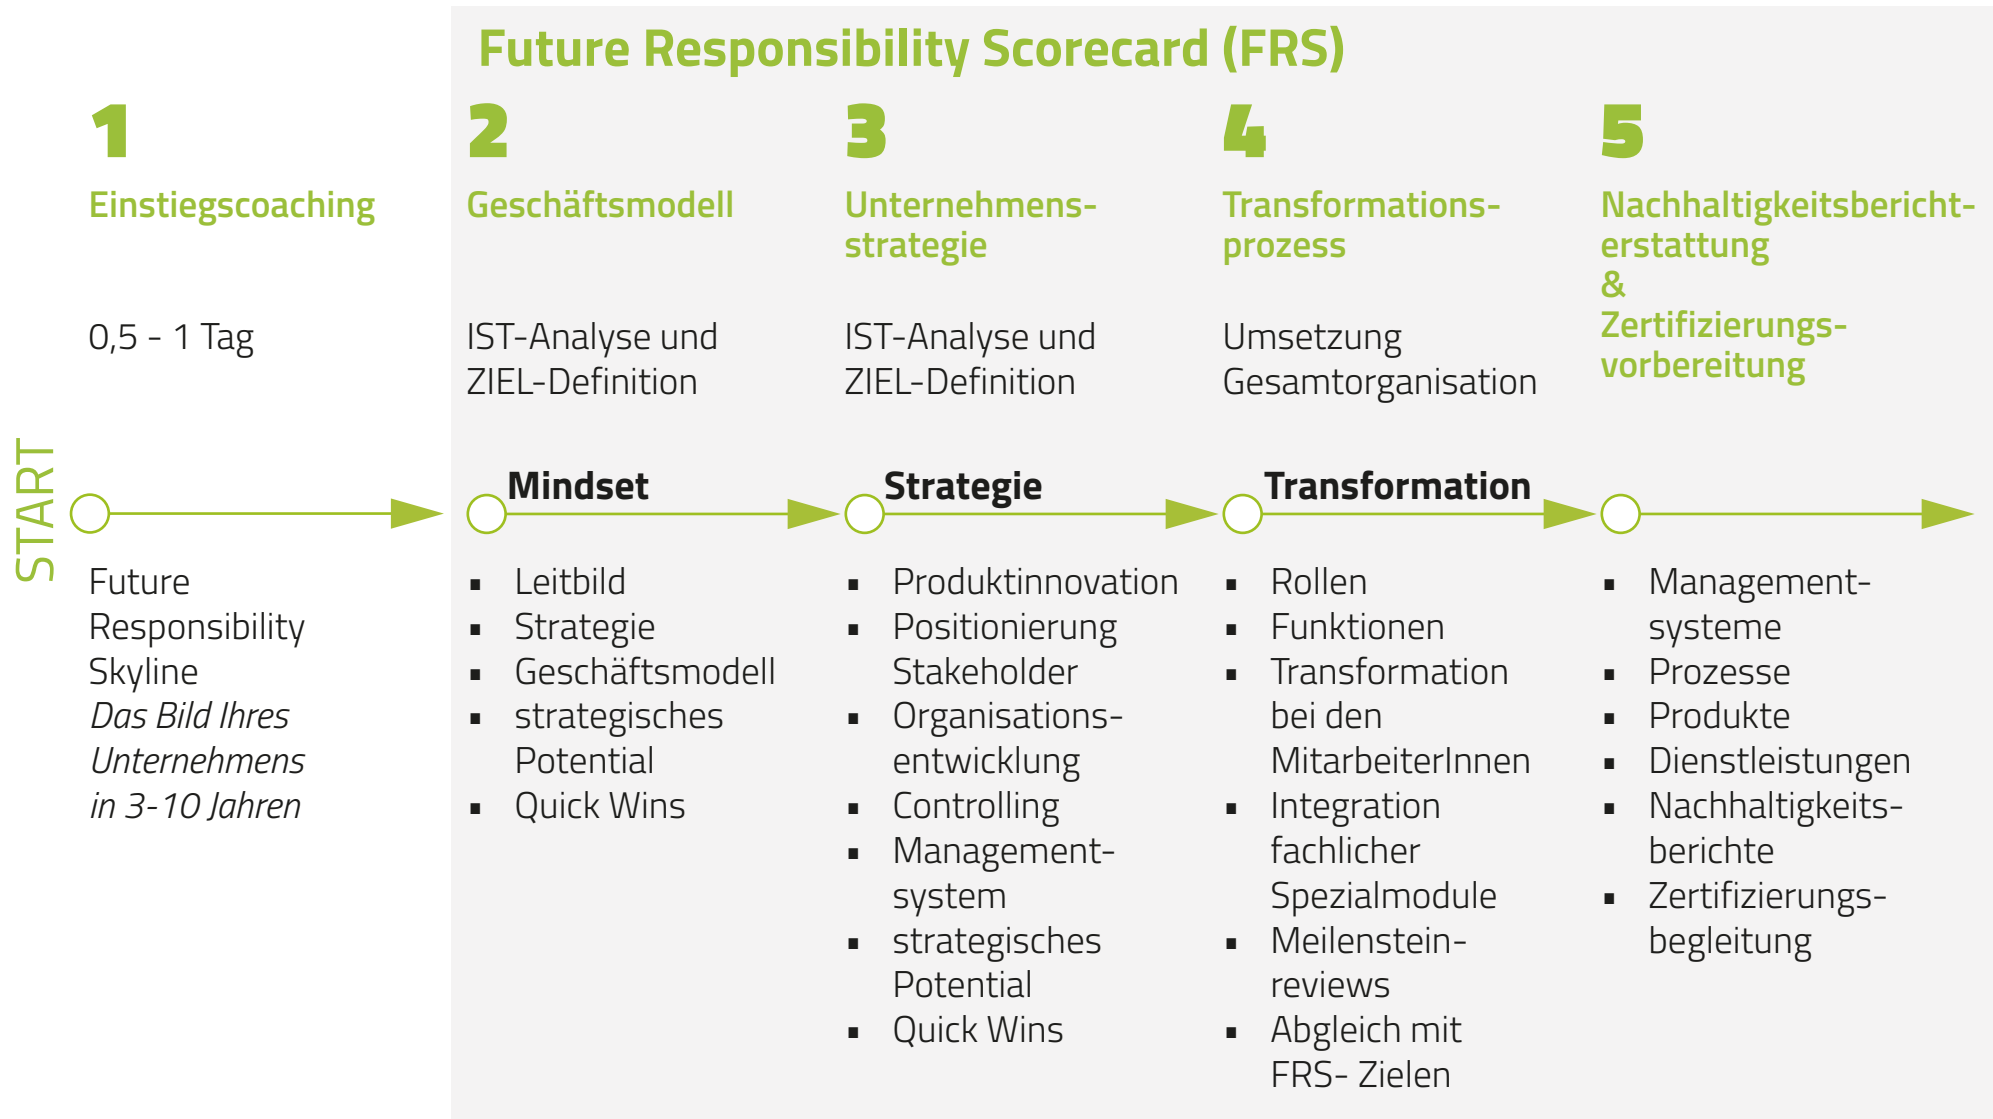 Future Responsibility Scorecard (FRS)
START
1
Einstiegscoaching
0,5 - 1 Tag
Future
Responsibility
Skyline
Das Bild Ihres
Unternehmens
in 3-10 Jahren
2
Geschäftsmodell
IST-Analyse und
ZIEL-Definition
Mindset
▪ Leitbild
▪ Strategie
▪ Geschäftsmodell
▪ strategisches
Potential
▪ Quick Wins
3
Unternehmens-
strategie
IST-Analyse und
ZIEL-Definition
Strategie
▪ Produktinnovation
▪ Positionierung
Stakeholder
▪ Organisations-
entwicklung
▪ Controlling
▪ Management-
system
▪ strategisches
Potential
▪ Quick Wins
4
Transformations-
prozess
Umsetzung
Gesamtorganisation
Transformation
▪ Rollen
▪ Funktionen
▪ Transformation
bei den
MitarbeiterInnen
▪ Integration
fachlicher
Spezialmodule
▪ Meilenstein-
reviews
▪ Abgleich mit
FRS- Zielen
5
Nachhaltigkeitsbericht-
erstattung
&
Zertifizierungs-
vorbereitung
▪ Management-
systeme
▪ Prozesse
▪ Produkte
▪ Dienstleistungen
▪ Nachhaltigkeits-
berichte
▪ Zertifizierungs-
begleitung